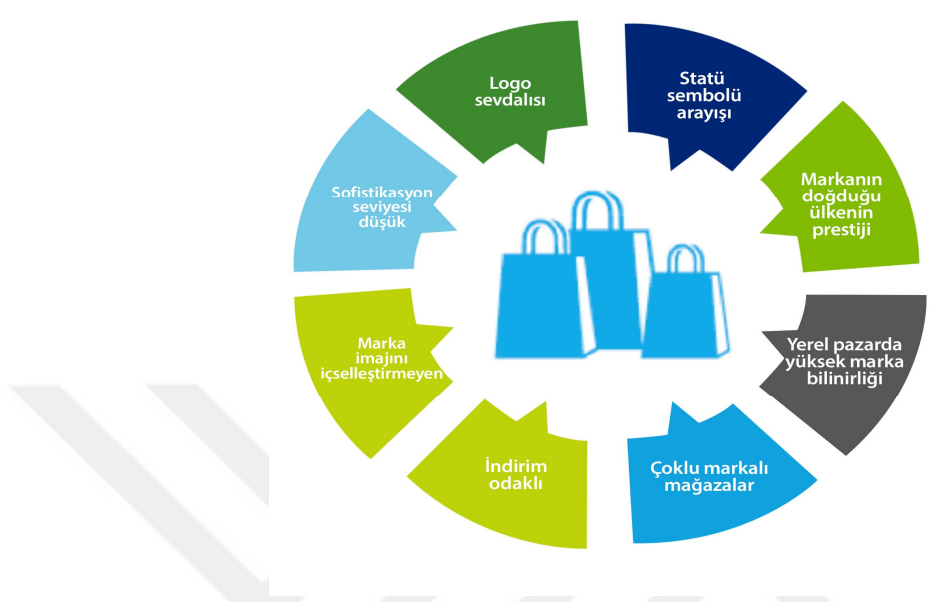 Logo
sevdalısı
Statü
sembolü
arayışı
Markanın
doğduğu
ülkenin
prestiji
Yerel pazarda
yüksek marka
bilinirliği
Çoklu markalı
mağazalar
İndirim
odaklı
Marka
imajını
içselleştirmeyen
Sofistikasyon
seviyesi
düşük